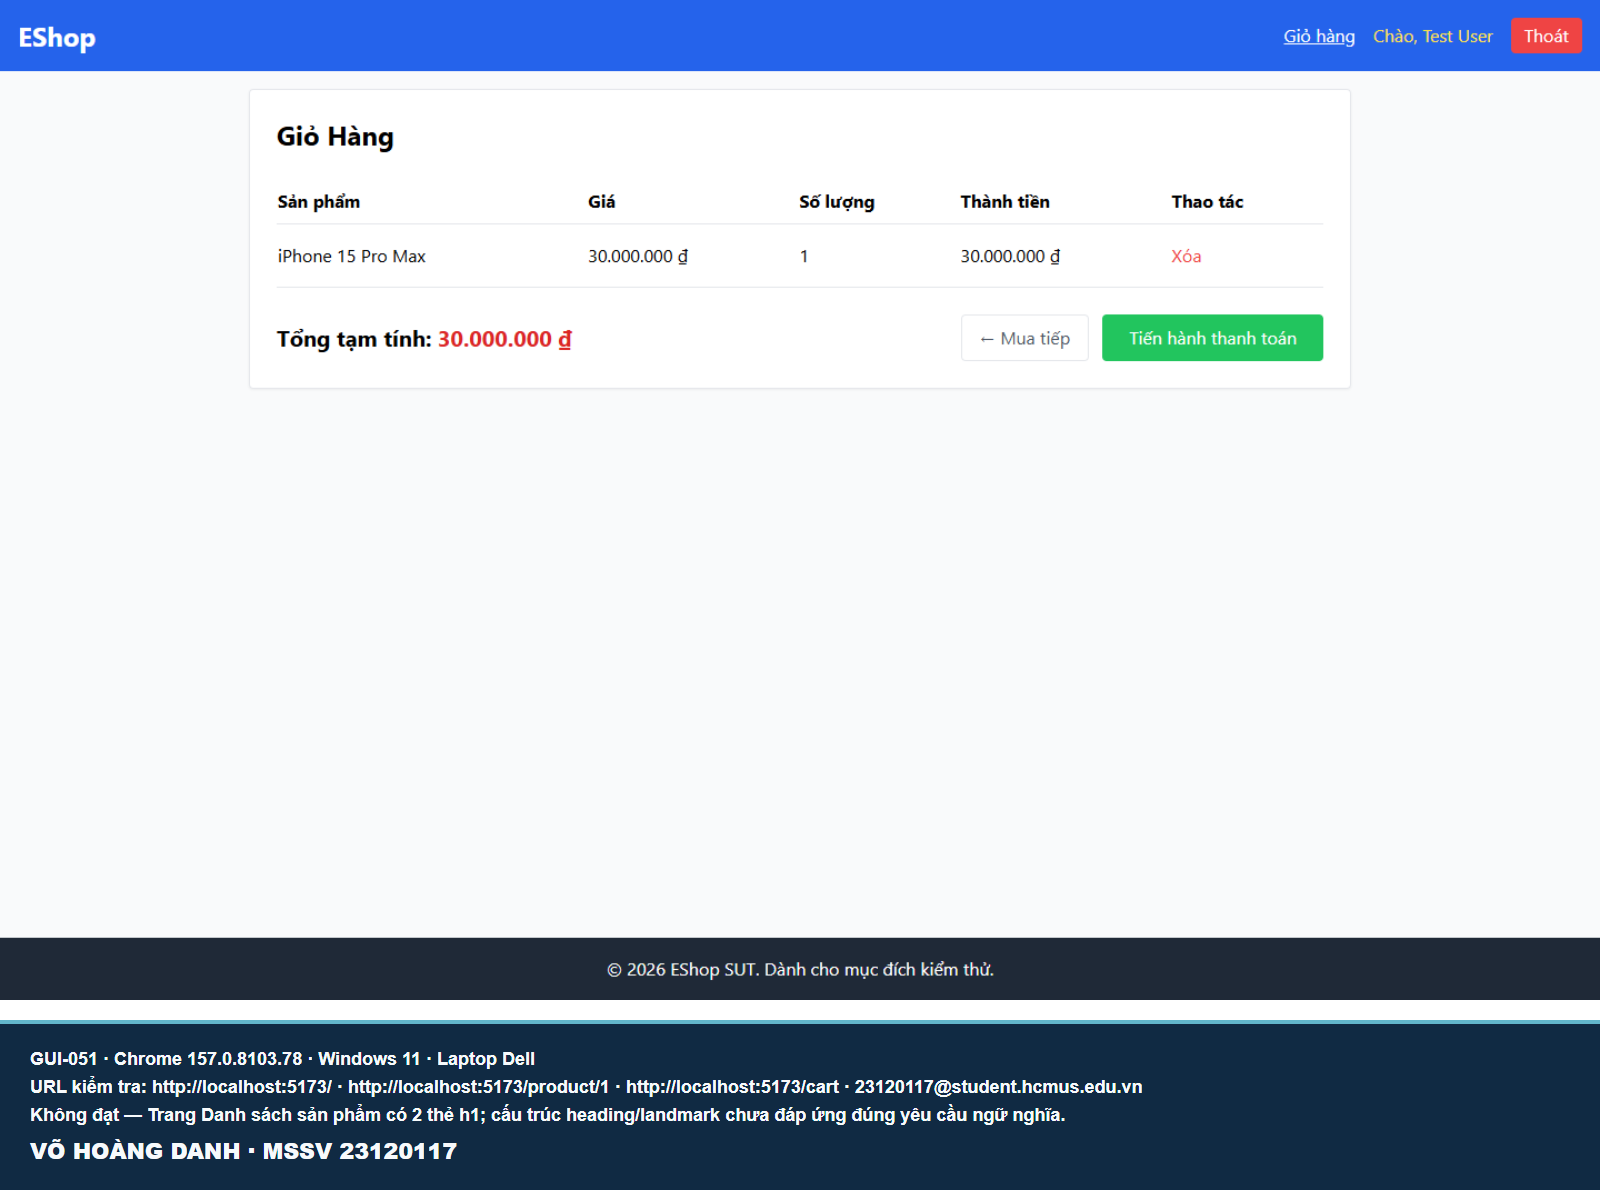 EShop
Giỏ hàng Chào, Test User Thoát
Giỏ Hàng
Sản phẩm Giá Số lượng Thành tiền Thao tác
iPhone 15 Pro Max 30.000.000 ₫ 1 30.000.000 ₫ Xóa
Tổng tạm tính: 30.000.000 ₫ ← Mua tiếp Tiến hành thanh toán
© 2026 EShop SUT. Dành cho mục đích kiểm thử.
GUI-051 · Chrome 157.0.8103.78 · Windows 11 · Laptop Dell
URL kiểm tra: http://localhost:5173/ · http://localhost:5173/product/1 · http://localhost:5173/cart · 23120117@student.hcmus.edu.vn
Không đạt — Trang Danh sách sản phẩm có 2 thẻ h1; cấu trúc heading/landmark chưa đáp ứng đúng yêu cầu ngữ nghĩa.
VÕ HOÀNG DANH · MSSV 23120117